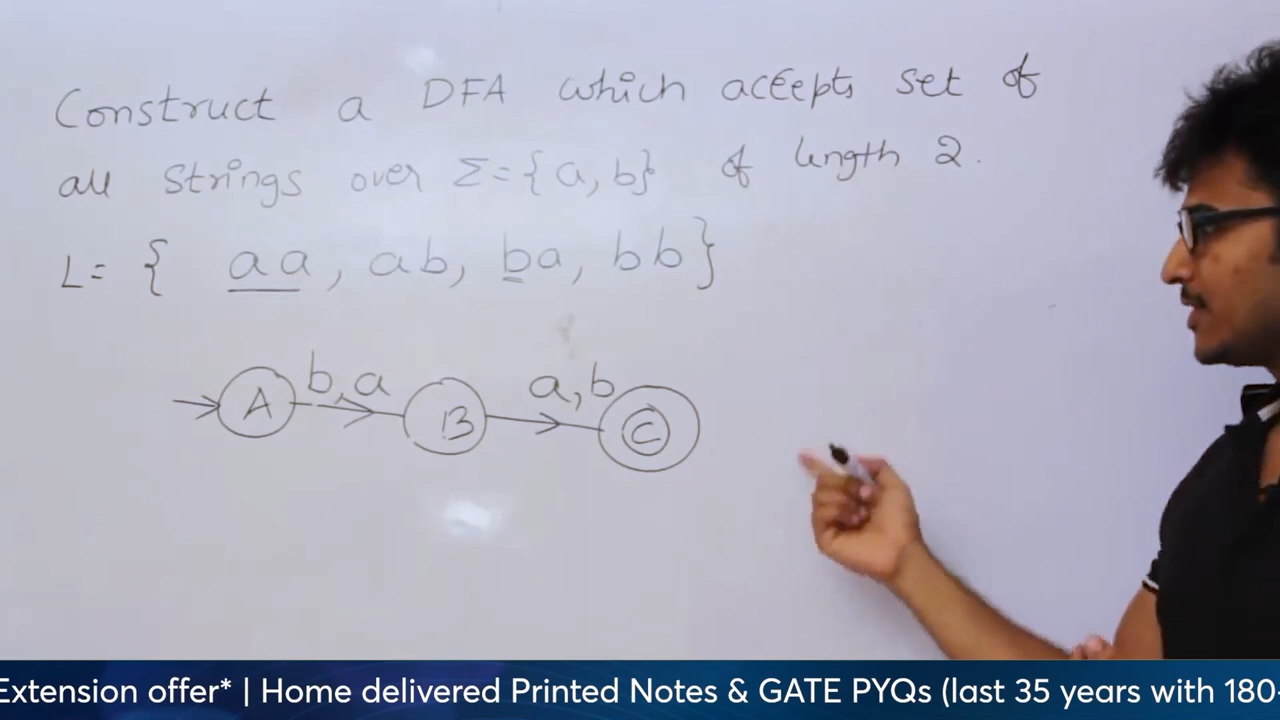 Construct a DFA which accepts set of
all strings over Σ={a, b} of length 2.
L= { aa, ab, ba, bb}
b,a a,b
A B C
Extension offer* | Home delivered Printed Notes & GATE PYQs (last 35 years with 180-